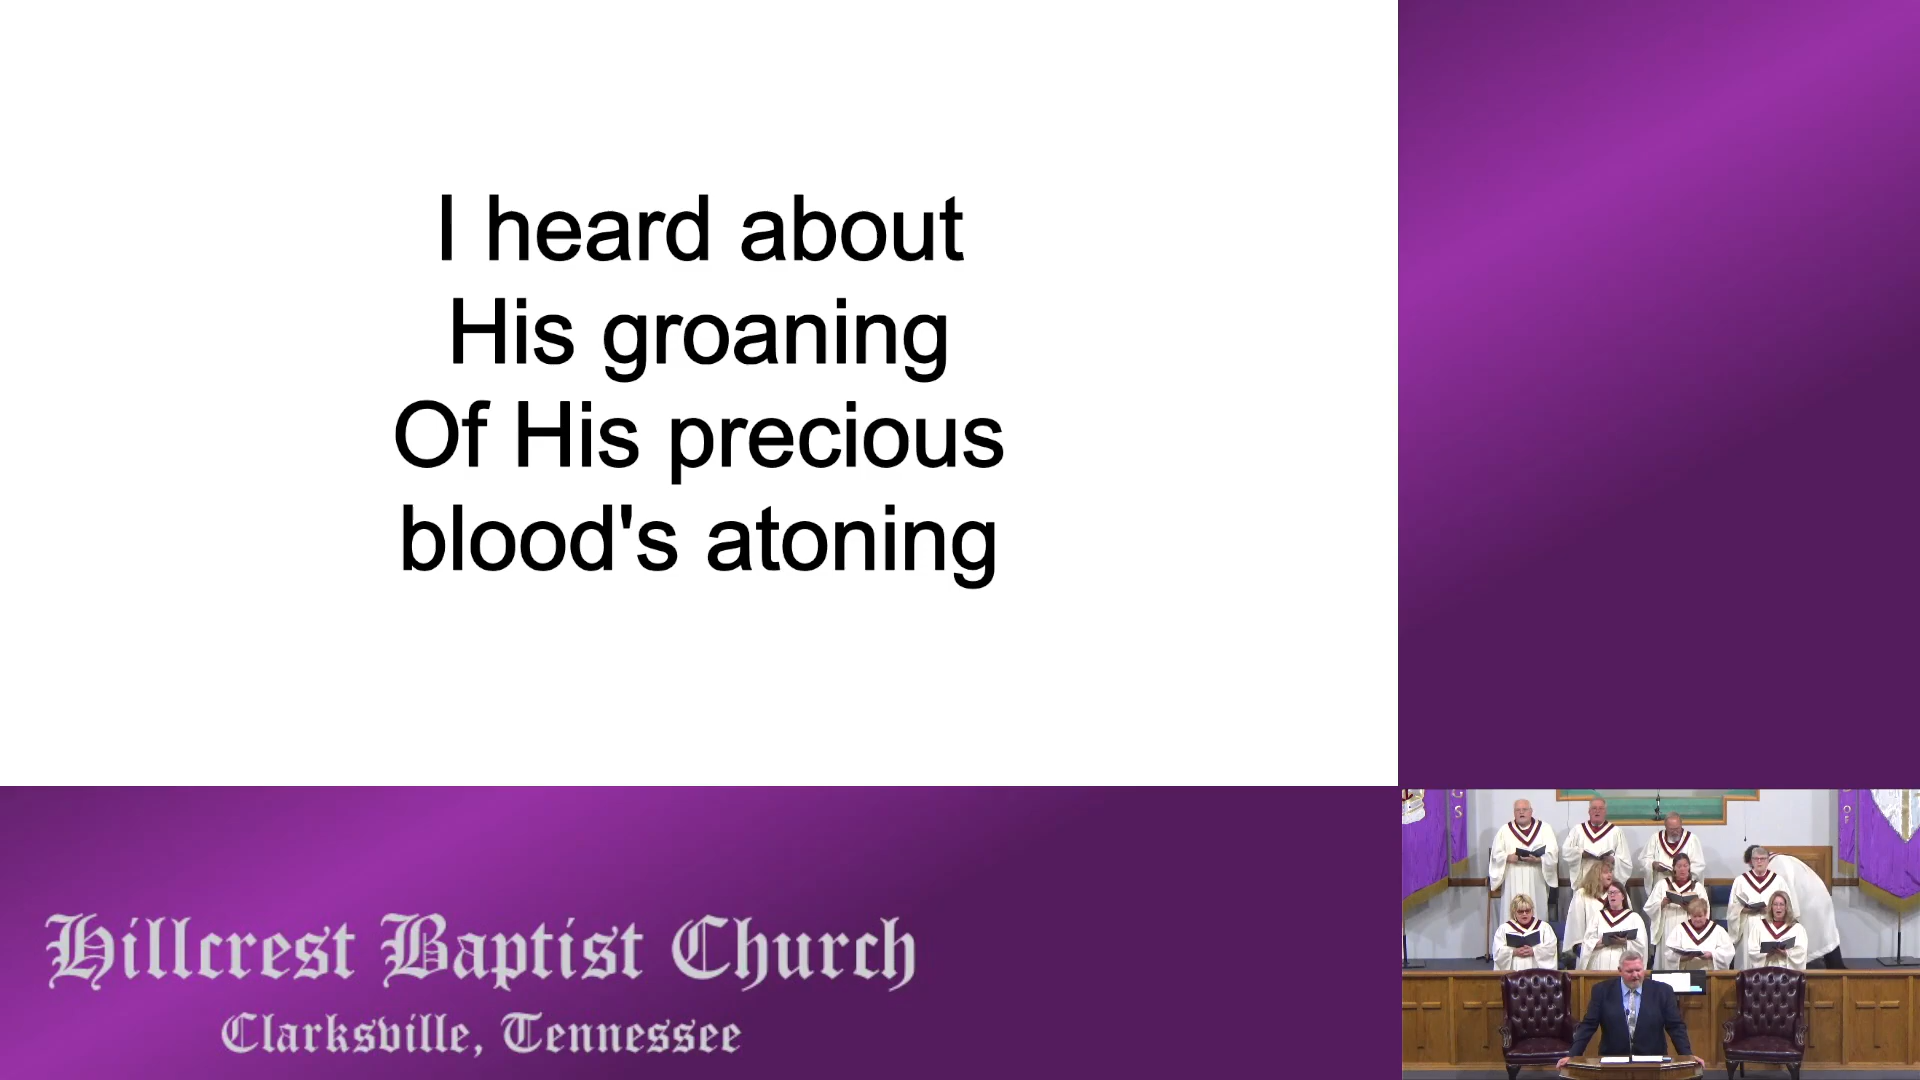 I heard about
His groaning
Of His precious
blood's atoning
Hillcrest Baptist Church
Clarksville, Tennessee